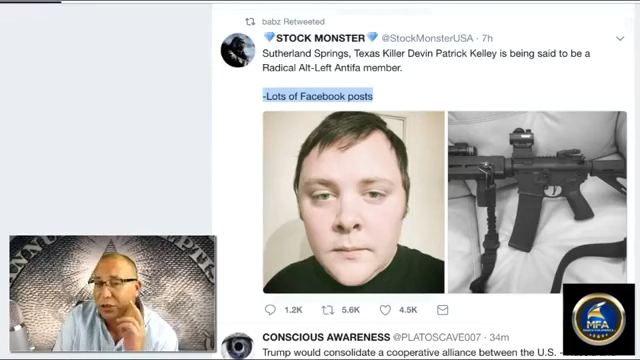 babz Retweeted
STOCK MONSTER @StockMonsterUSA · 7h
Sutherland Springs, Texas Killer Devin Patrick Kelley is being said to be a
Radical Alt-Left Antifa member.
-Lots of Facebook posts
1.2K 5.6K 4.5K
MFA
CONSCIOUS AWARENESS @PLATOSCAVE007 · 34m
Trump would consolidate a cooperative alliance between the U.S.